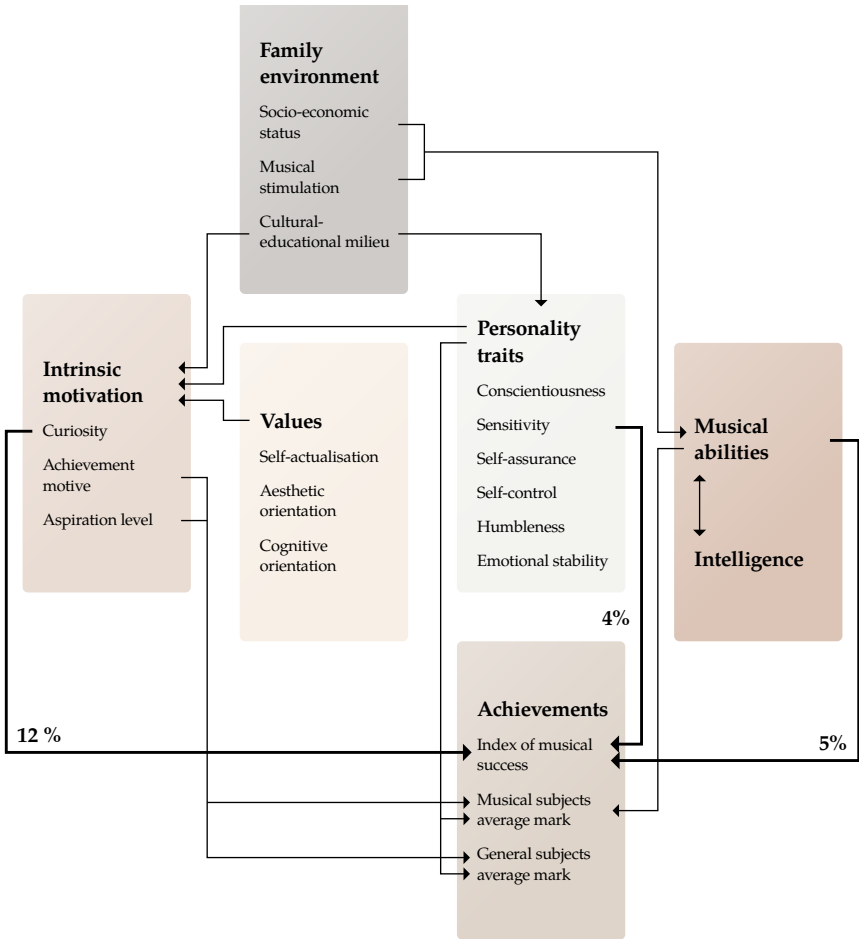 Family
environment
Socio-economic
status
Musical
stimulation
Cultural-
educational milieu
Intrinsic
motivation
Curiosity
Achievement
motive
Aspiration level
Values
Self-actualisation
Aesthetic
orientation
Cognitive
orientation
Personality
traits
Conscientiousness
Sensitivity
Self-assurance
Self-control
Humbleness
Emotional stability
Musical
abilities
Intelligence
4%
12 %
5%
Achievements
Index of musical
success
Musical subjects
average mark
General subjects
average mark